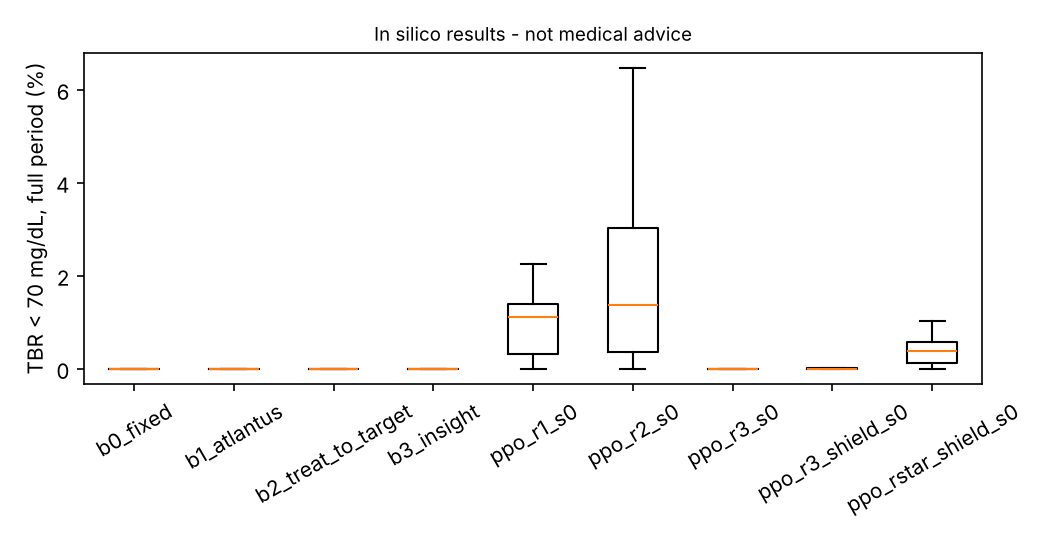 In silico results - not medical advice
TBR < 70 mg/dL, full period (%)
6
4
2
0
b0_fixed
b1_atlantus
b2_treat_to_target
b3_insight
ppo_r1_s0
ppo_r2_s0
ppo_r3_s0
ppo_r3_shield_s0
ppo_rstar_shield_s0